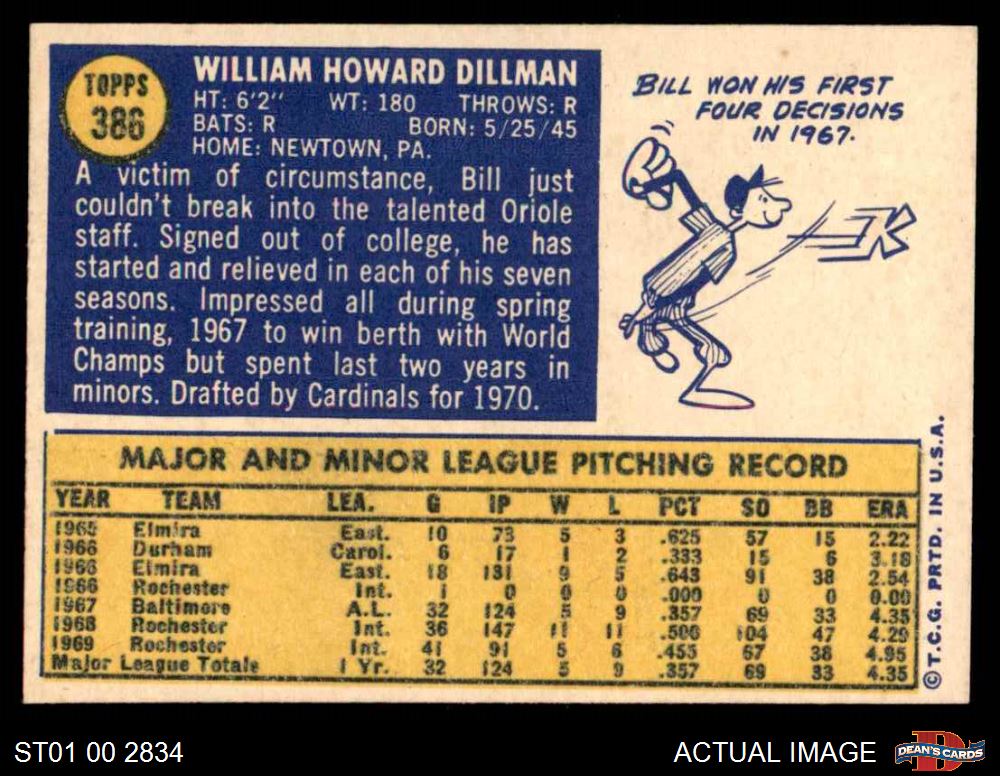 TOPPS
386
WILLIAM HOWARD DILLMAN
HT: 6'2" WT: 180 THROWS: R
BATS: R BORN: 5/25/45
HOME: NEWTOWN, PA.
A victim of circumstance, Bill just
couldn't break into the talented Oriole
staff. Signed out of college, he has
started and relieved in each of his seven
seasons. Impressed all during spring
training, 1967 to win berth with World
Champs but spent last two years in
minors. Drafted by Cardinals for 1970.
BILL WON HIS FIRST
FOUR DECISIONS
IN 1967.
K
MAJOR AND MINOR LEAGUE PITCHING RECORD
YEAR TEAM LEA. G IP W L PCT SO BB ERA
1965 Elmira East. 10 73 5 3 .625 57 15 2.22
1966 Durham Carol. 6 17 1 2 .333 15 6 3.18
1966 Elmira East. 18 131 9 5 .643 91 38 2.54
1966 Rochester Int. 1 0 0 0 .000 0 0 0.00
1967 Baltimore A.L. 32 124 5 9 .357 69 33 4.35
1968 Rochester Int. 36 147 11 11 .500 104 47 4.29
1969 Rochester Int. 41 91 5 6 .455 67 38 4.95
Major League Totals 1 Yr. 32 124 5 9 .357 69 33 4.35
© T.C.G. PRTD. IN U.S.A.
ST01 00 2834
ACTUAL IMAGE
DEAN'S CARDS